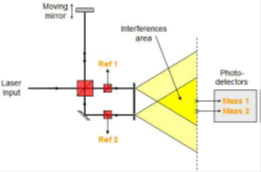 Moving
mirror
Interferences
area
Ref 1
Laser
input
Photo-
detectors
Meas 1
Meas 2
Ref 2